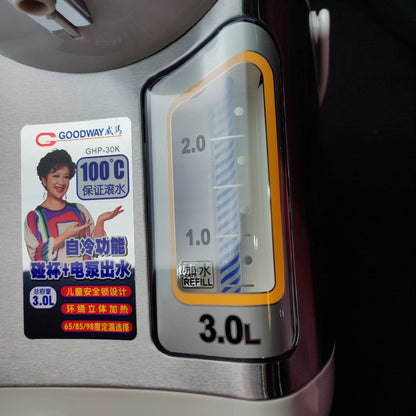 GOODWAY威马
GHP-30K
100°C
保证滚水
自冷功能
碰杯+电泵出水
总容量
3.0L
儿童安全锁设计
环绕立体加热
65/85/98度定温选择
2.0
1.0
加水
REFILL
3.0L